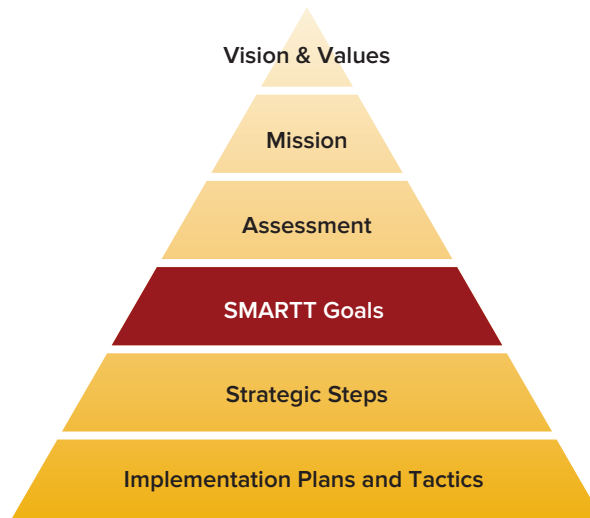 Vision & Values
Mission
Assessment
SMARTT Goals
Strategic Steps
Implementation Plans and Tactics